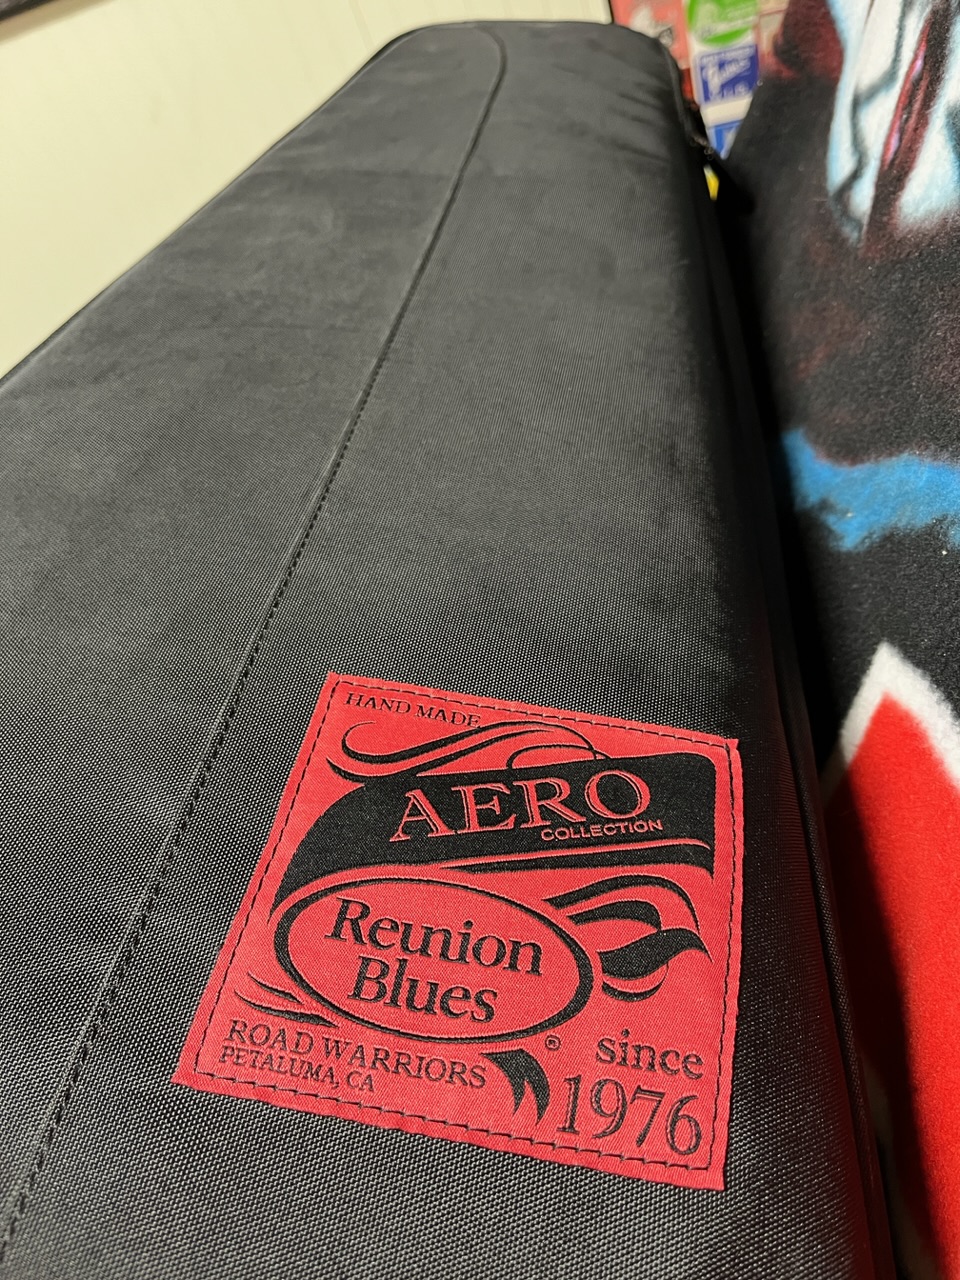 HAND MADE
AERO
COLLECTION
Reunion
Blues
®
ROAD WARRIORS
PETALUMA, CA
since
1976